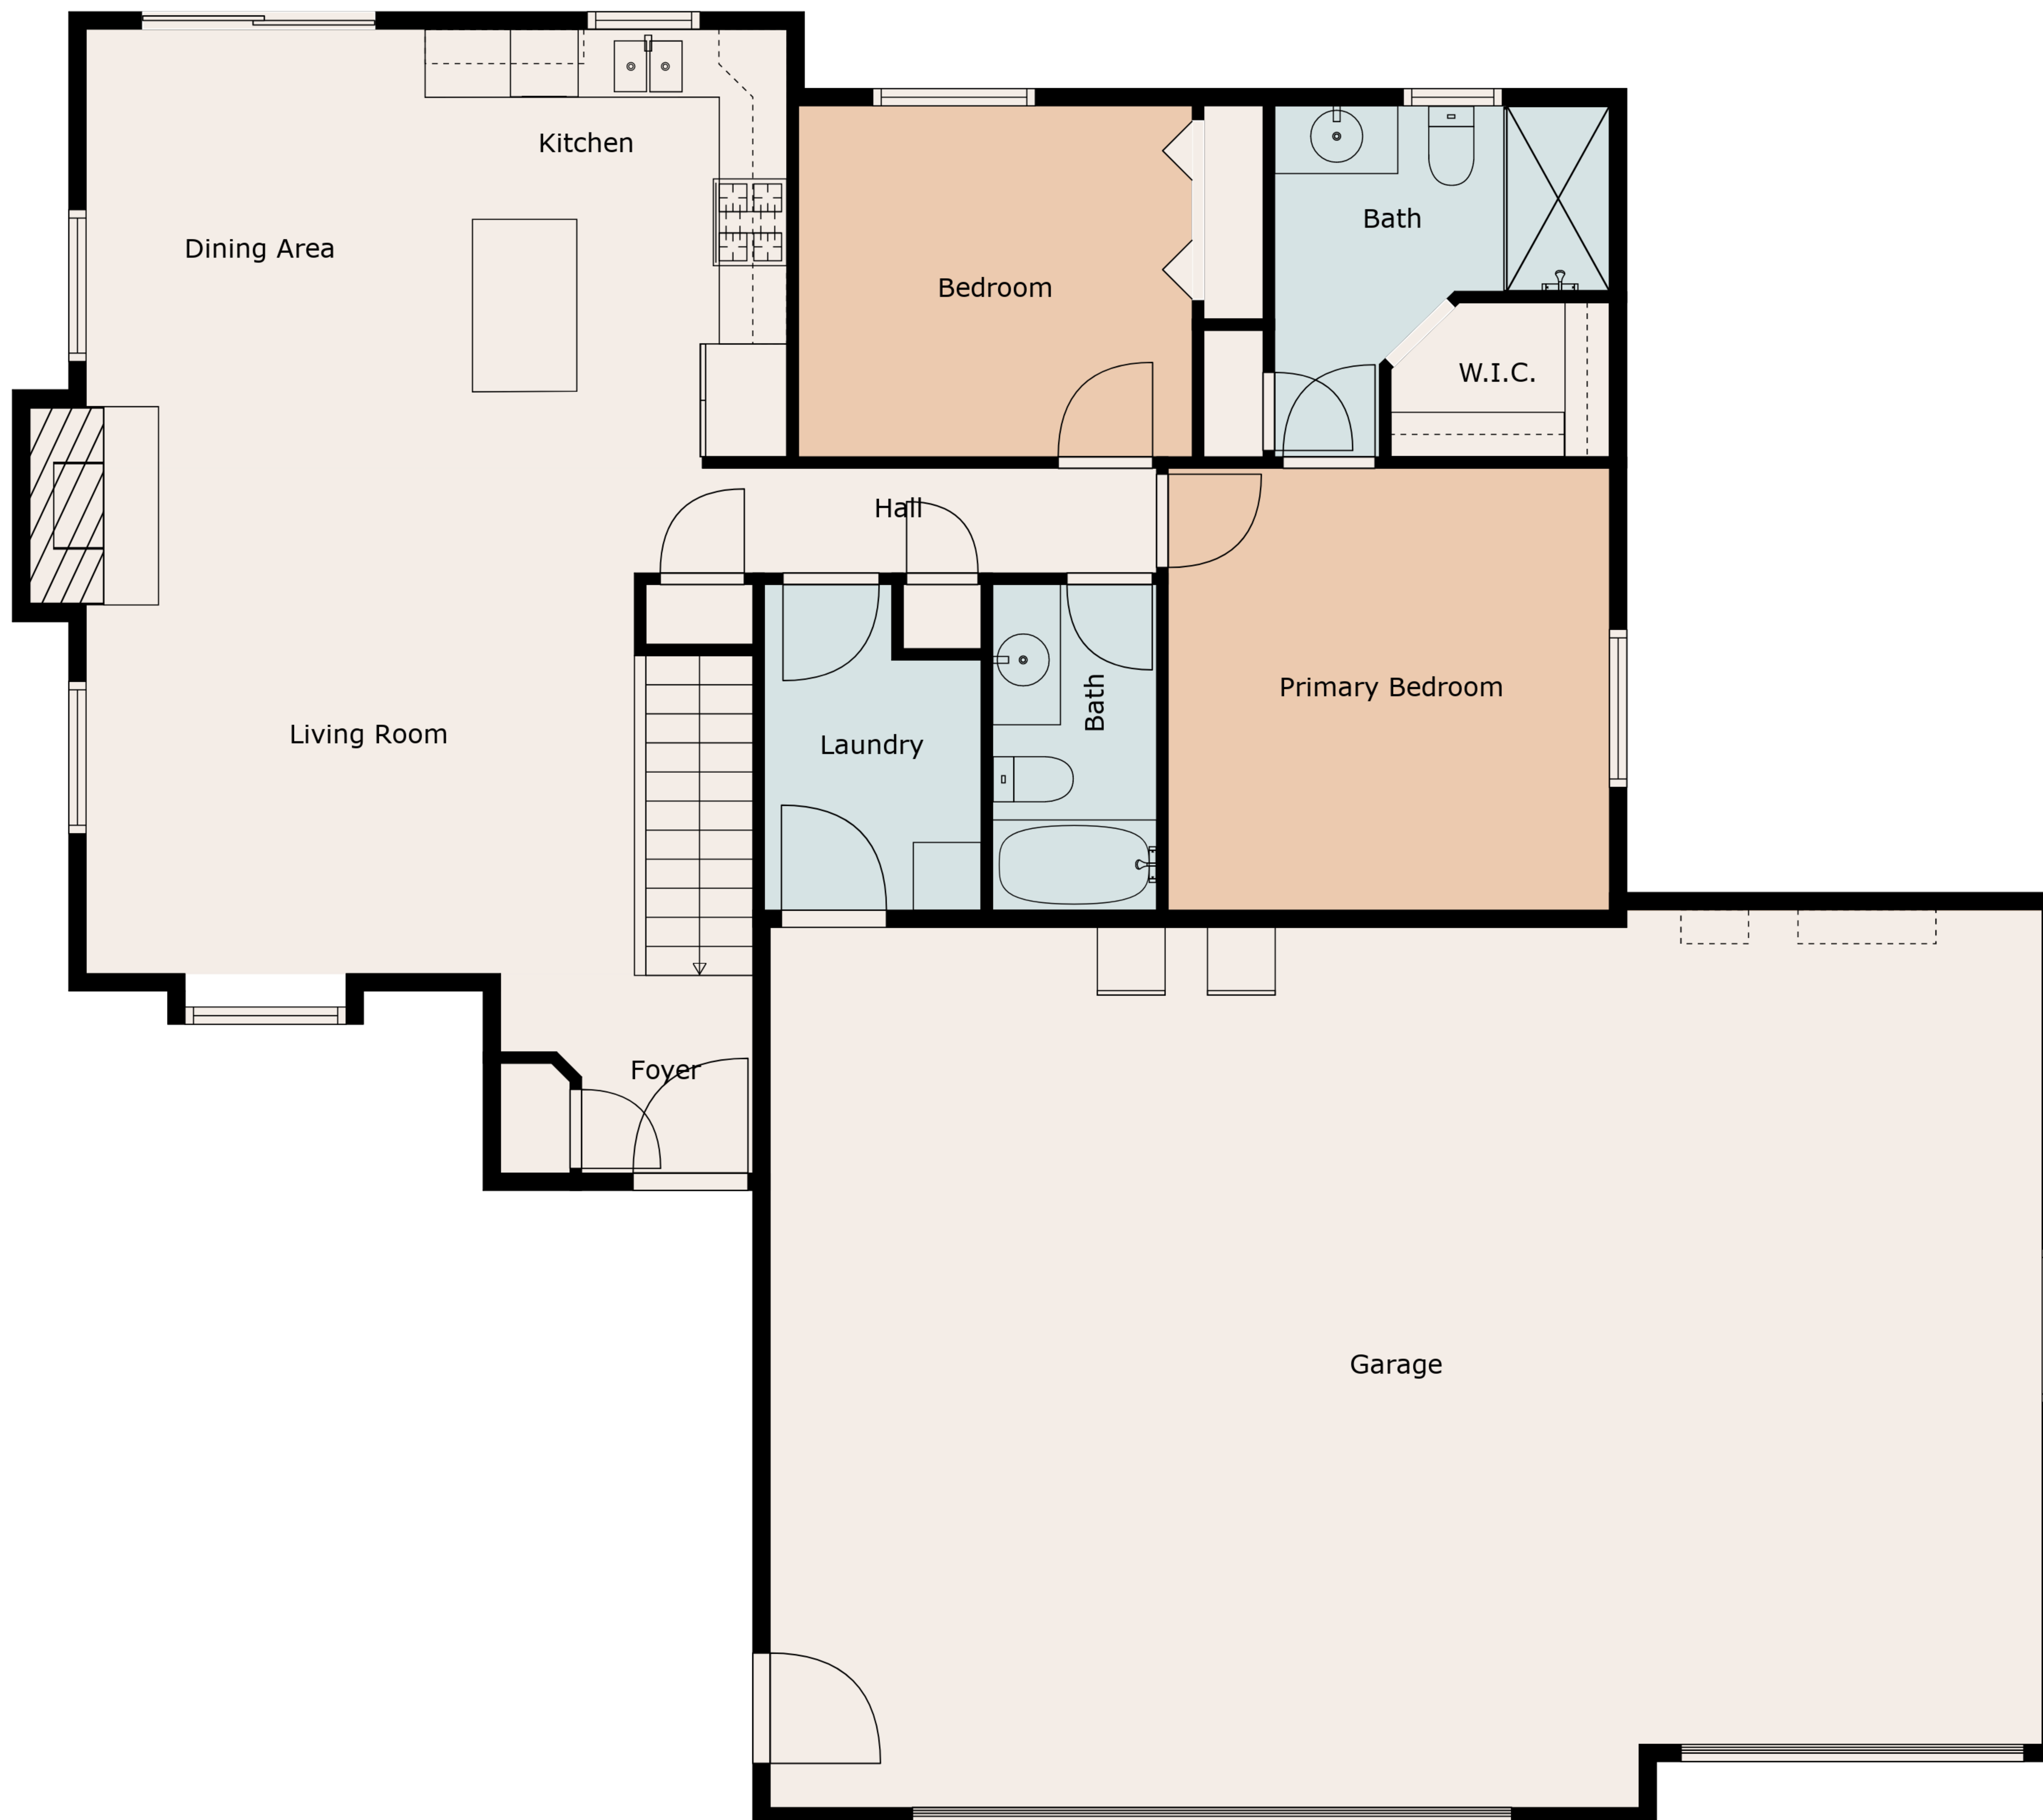 Kitchen
Dining Area
Bedroom
Bath
W.I.C.
Hall
Primary Bedroom
Bath
Living Room
Laundry
Foyer
Garage